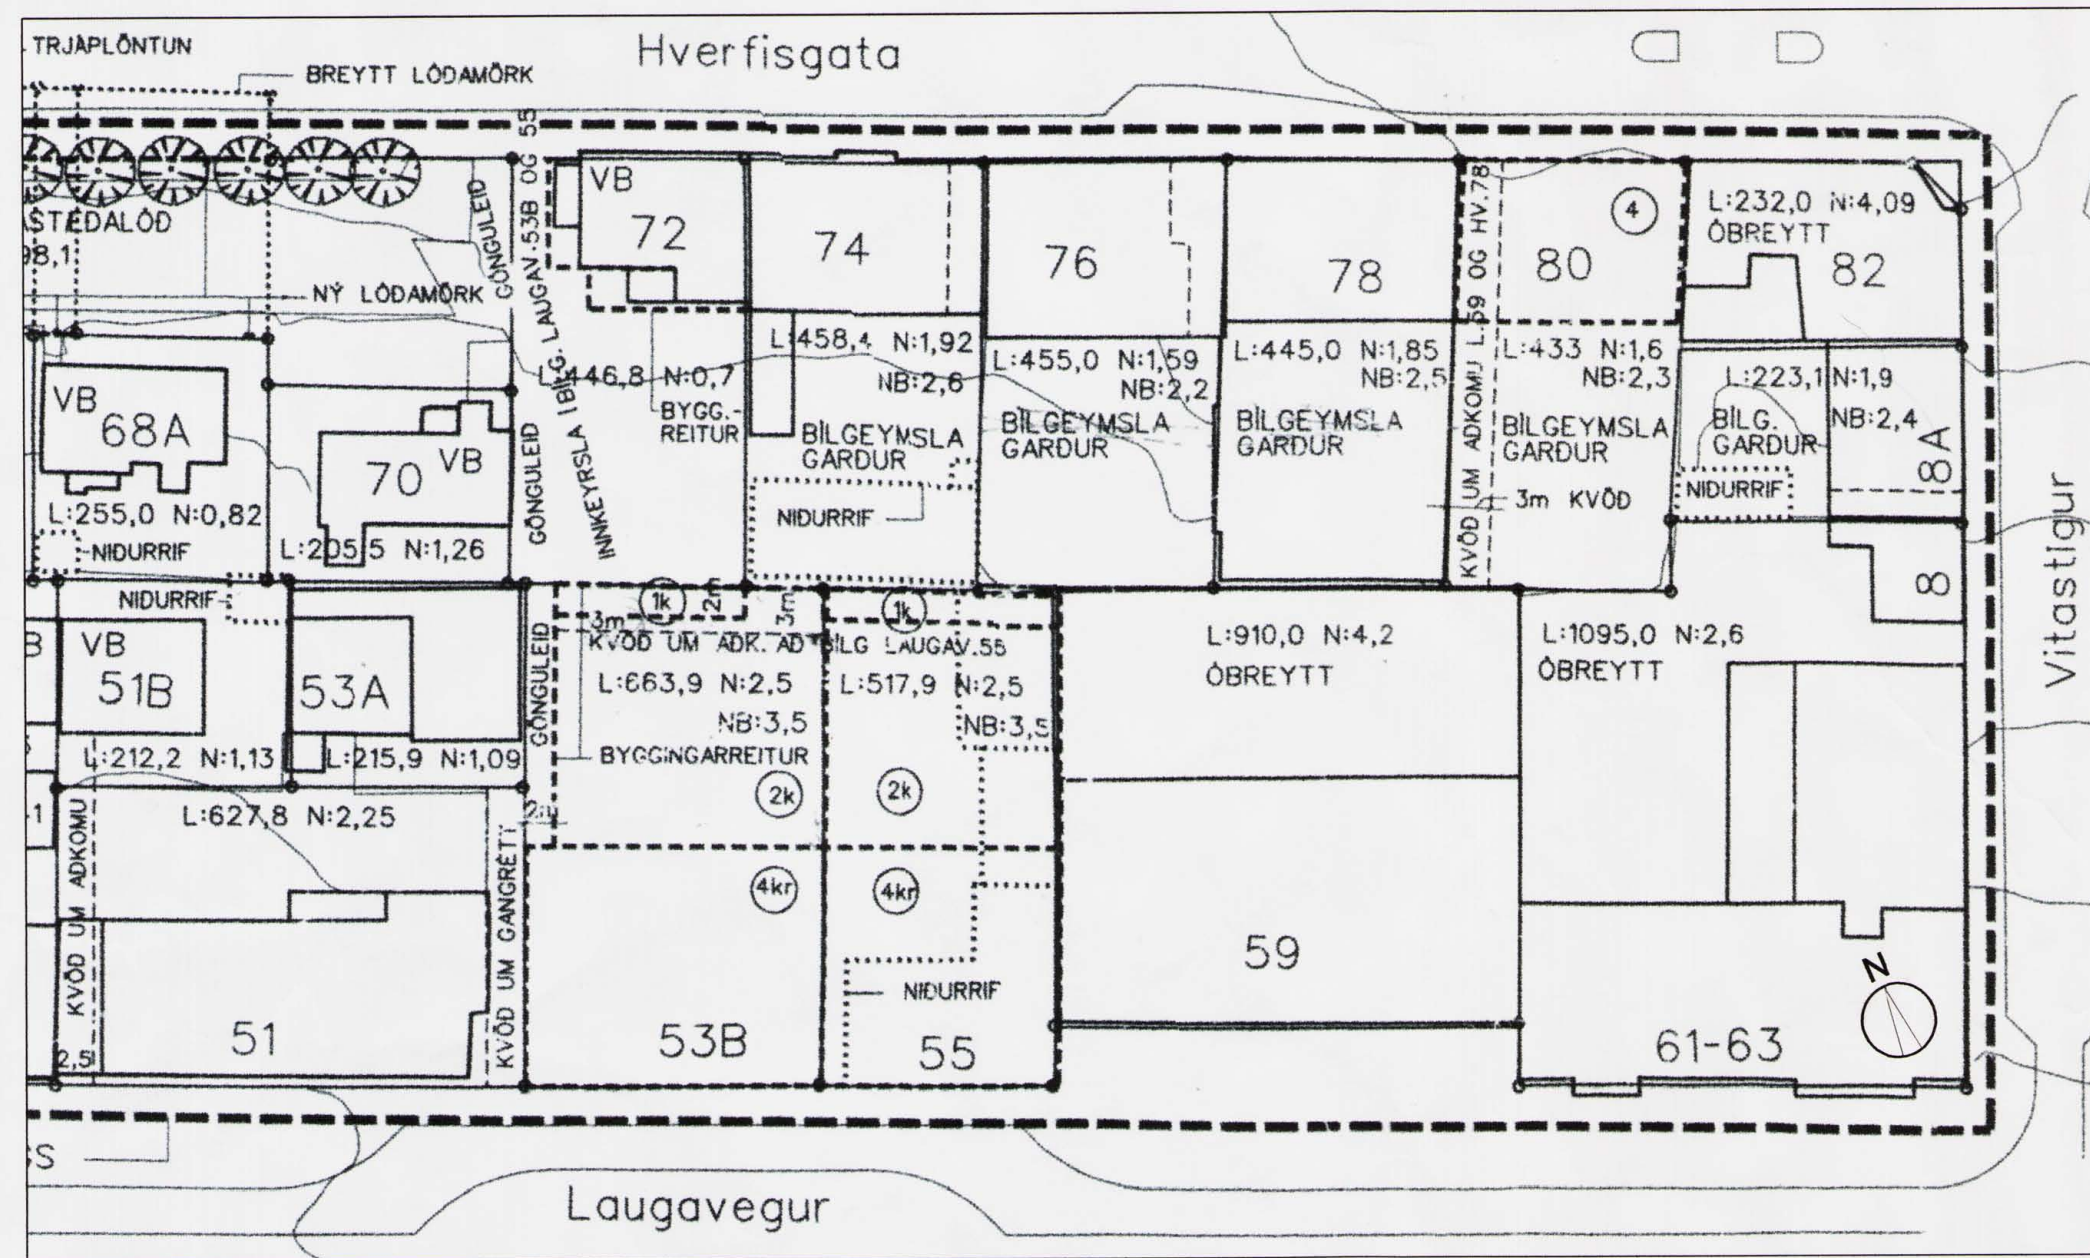 TRJÁPLÖNTUN
BREYTT LÓÐAMÖRK
Hverfisgata
98,1
NÝ LÓÐAMÖRK
GÖNGULEIÐ
INNKEYRSLA Í BÍLG. LAUGAV.53B OG 55
VB
72
74
76
78
KVÖÐ UM AÐKOMU L.59 OG HV.78
4
80
L:232,0 N:4,09
ÓBREYTT
82
L:446,8 N:0,7
BYGG.-
REITUR
L:458,4 N:1,92
NB:2,6
BÍLGEYMSLA
GARÐUR
NIÐURRIF
L:455,0 N:1,59
NB:2,2
BÍLGEYMSLA
GARÐUR
L:445,0 N:1,85
NB:2,5
BÍLGEYMSLA
GARÐUR
L:433 N:1,6
NB:2,3
BÍLGEYMSLA
GARÐUR
3m KVÖÐ
L:223,1 N:1,9
NB:2,4
BÍLG.
GARÐUR
NIÐURRIF
8A
8
VB
68A
L:255,0 N:0,82
NIÐURRIF
70
VB
L:205,5 N:1,26
GÖNGULEIÐ
NIÐURRIF
VB
51B
L:212,2 N:1,13
53A
L:215,9 N:1,09
GÖNGULEIÐ
1k
2m
3m
3m
1k
KVÖÐ UM AÐK. AÐ BÍLG LAUGAV.55
L:663,9 N:2,5
NB:3,5
BYGGINGARREITUR
2k
L:517,9 N:2,5
NB:3,5
2k
L:910,0 N:4,2
ÓBREYTT
L:1095,0 N:2,6
ÓBREYTT
Vitastígur
L:627,8 N:2,25
KVÖÐ UM AÐKOMU
2,5
51
KVÖÐ UM GANGRÉTT
4kr
53B
4kr
NIÐURRIF
55
59
61-63
N
Laugavegur